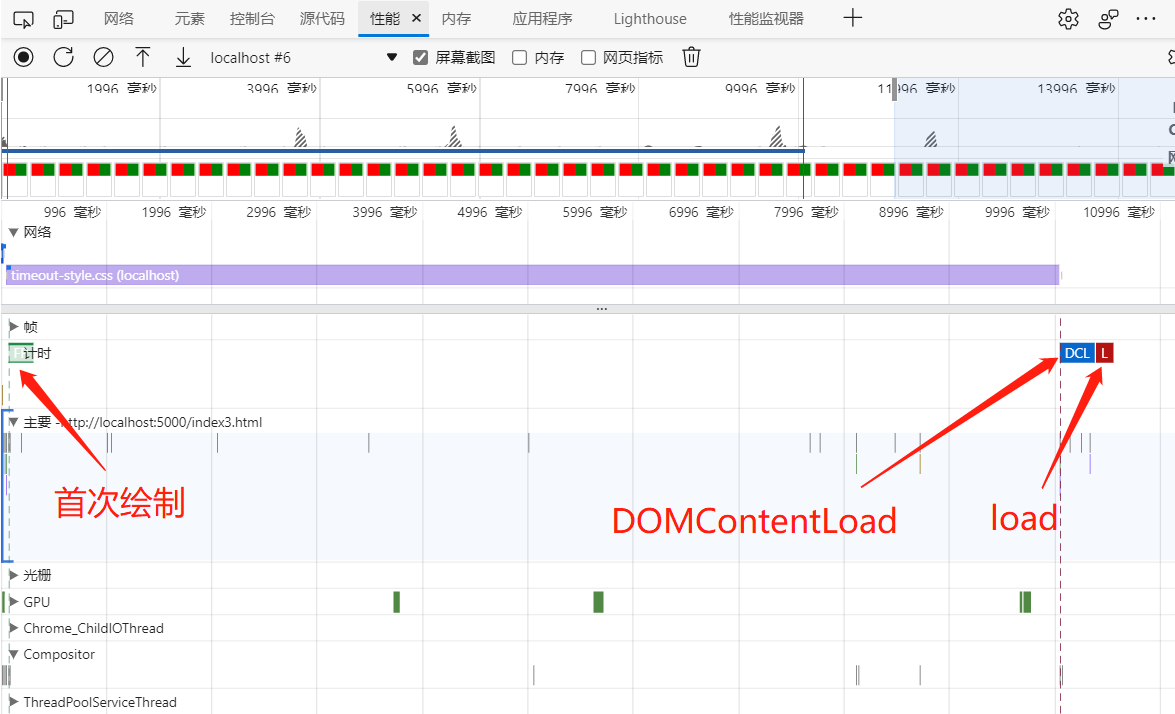 网络 元素 控制台 源代码 性能 内存 应用程序 Lighthouse 性能监视器
localhost #6 屏幕截图 内存 网页指标
1996 毫秒 3996 毫秒 5996 毫秒 7996 毫秒 9996 毫秒 11996 毫秒 13996 毫秒
996 毫秒 1996 毫秒 2996 毫秒 3996 毫秒 4996 毫秒 5996 毫秒 6996 毫秒 7996 毫秒 8996 毫秒 9996 毫秒 10996 毫秒
网络
timeout-style.css (localhost)
帧
计时 DCL L
主要 - http://localhost:5000/index3.html
首次绘制
DOMContentLoad
load
光栅
GPU
Chrome_ChildIOThread
Compositor
ThreadPoolServiceThread